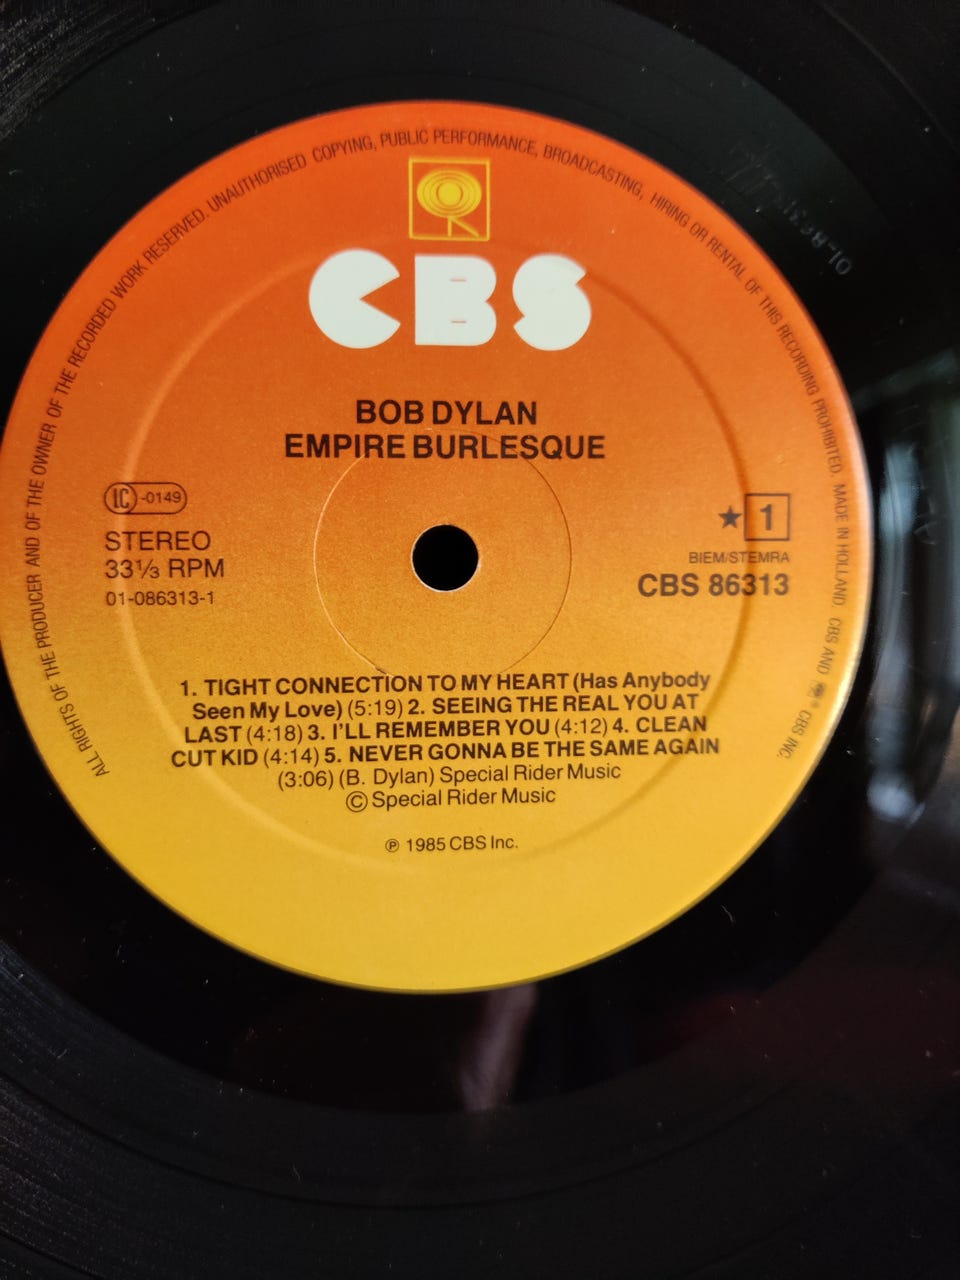 ALL RIGHTS OF THE PRODUCER AND OF THE OWNER OF THE RECORDED WORK RESERVED. UNAUTHORISED COPYING, PUBLIC PERFORMANCE, BROADCASTING, HIRING OR RENTAL OF THIS RECORDING PROHIBITED. MADE IN HOLLAND. CBS AND CBS INC.
CBS
BOB DYLAN
EMPIRE BURLESQUE
LC -0149
STEREO
33⅓ RPM
01-086313-1
★ 1
BIEM/STEMRA
CBS 86313
1. TIGHT CONNECTION TO MY HEART (Has Anybody
Seen My Love) (5:19) 2. SEEING THE REAL YOU AT
LAST (4:18) 3. I'LL REMEMBER YOU (4:12) 4. CLEAN
CUT KID (4:14) 5. NEVER GONNA BE THE SAME AGAIN
(3:06) (B. Dylan) Special Rider Music
Ⓒ Special Rider Music
℗ 1985 CBS Inc.